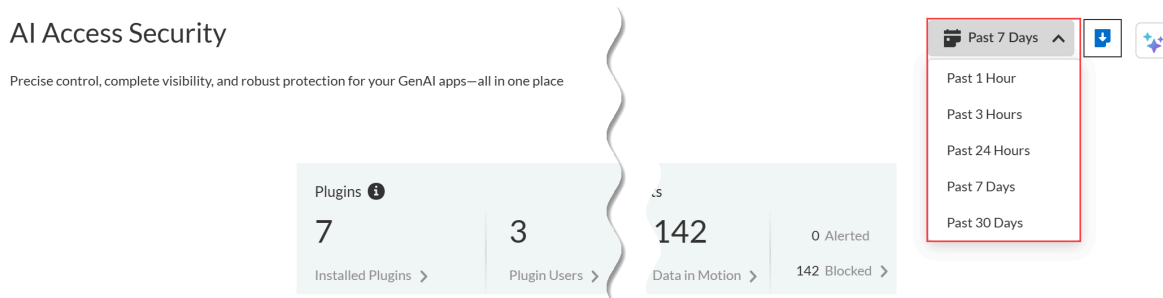 AI Access Security
Past 7 Days
Precise control, complete visibility, and robust protection for your GenAI apps—all in one place
Past 1 Hour
Past 3 Hours
Past 24 Hours
Past 7 Days
Past 30 Days
Plugins
7
Installed Plugins
3
Plugin Users
ts
142
Data in Motion
0 Alerted
142 Blocked